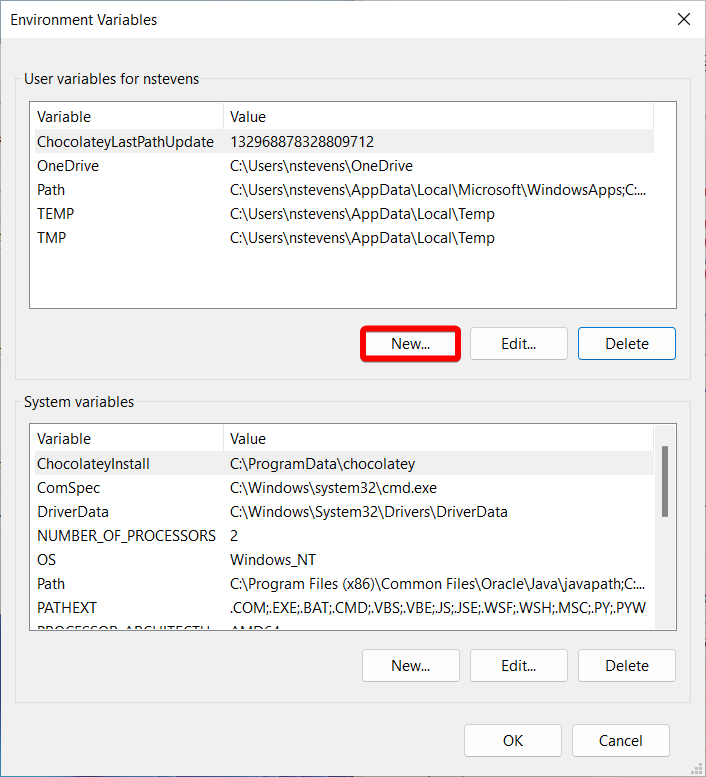 Environment Variables
User variables for nstevens
Variable Value
ChocolateyLastPathUpdate 132968878328809712
OneDrive C:\Users\nstevens\OneDrive
Path C:\Users\nstevens\AppData\Local\Microsoft\WindowsApps;C:...
TEMP C:\Users\nstevens\AppData\Local\Temp
TMP C:\Users\nstevens\AppData\Local\Temp
New... Edit... Delete
System variables
Variable Value
ChocolateyInstall C:\ProgramData\chocolatey
ComSpec C:\Windows\system32\cmd.exe
DriverData C:\Windows\System32\Drivers\DriverData
NUMBER_OF_PROCESSORS 2
OS Windows_NT
Path C:\Program Files (x86)\Common Files\Oracle\Java\javapath;C:...
PATHEXT .COM;.EXE;.BAT;.CMD;.VBS;.VBE;.JS;.JSE;.WSF;.WSH;.MSC;.PY;.PYW
AMD64
New... Edit... Delete
OK Cancel